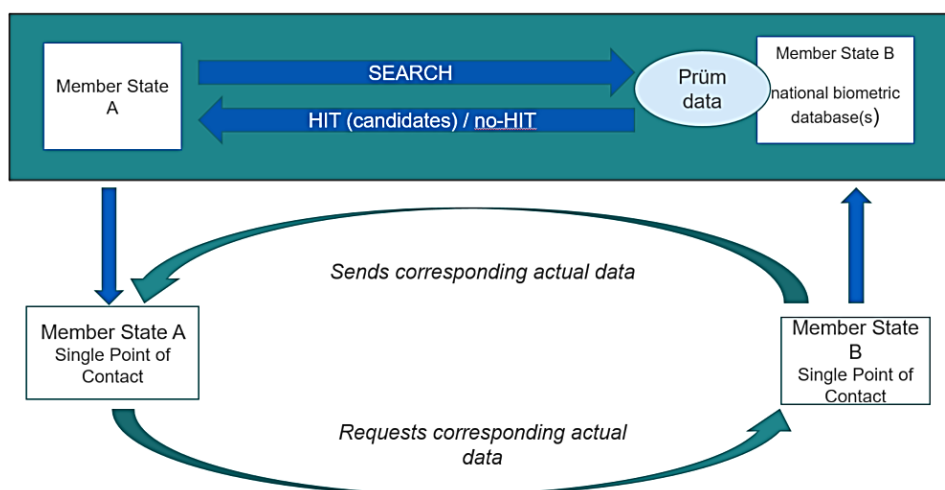 Member State
A
SEARCH
HIT (candidates) / no-HIT
Prüm
data
Member State
B
national biometric
database(s)
Sends corresponding actual data
Member State A
Single Point of
Contact
Member State
B
Single Point of
Contact
Requests corresponding actual
data